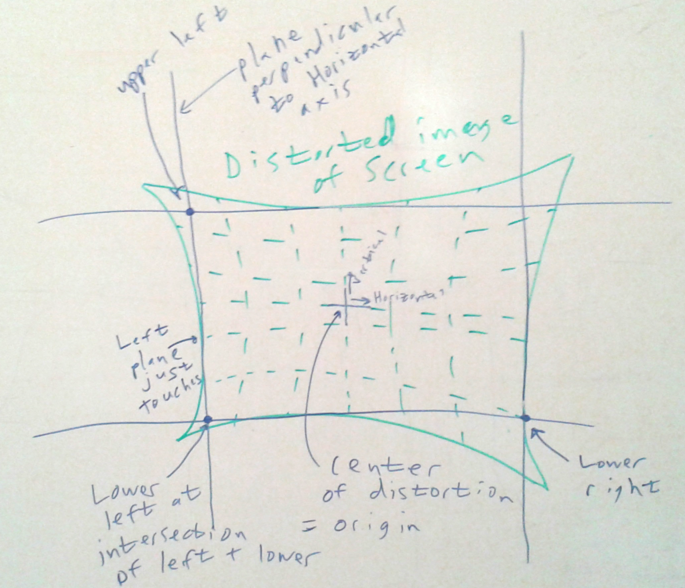 upper left
plane
perpendicular
to Horizontal
axis
Distorted image
of Screen
Vertical
Horizontal
Left
plane
just
touches
Lower
left at
intersection
of left + lower
Center
of distortion
= origin
Lower
right